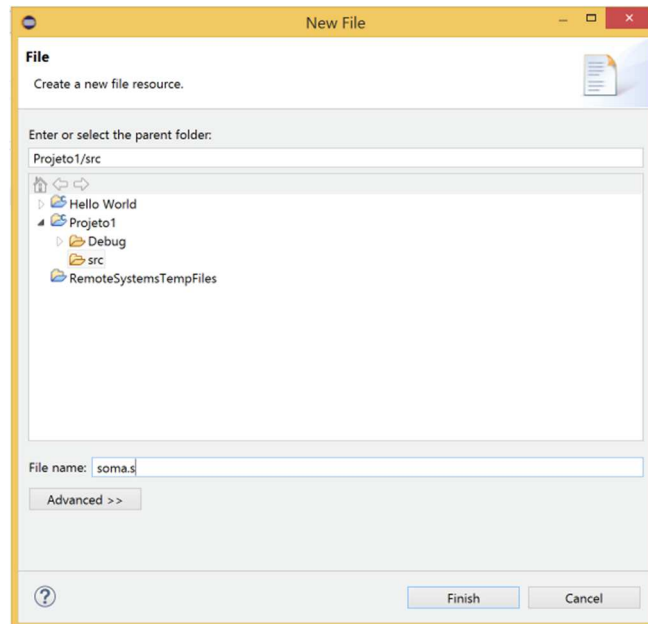 New File
File
Create a new file resource.
Enter or select the parent folder:
Projeto1/src
Hello World
Projeto1
Debug
src
RemoteSystemsTempFiles
File name: soma.s
Advanced >>
Finish Cancel